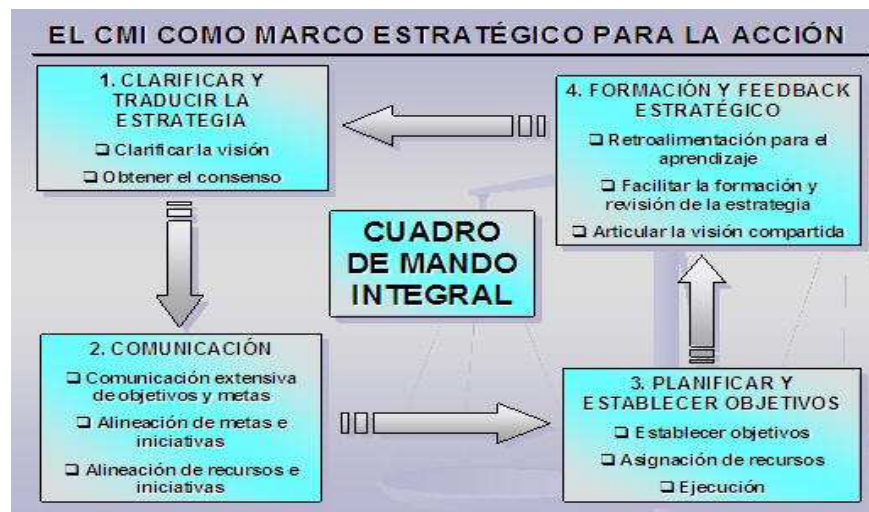 EL CMI COMO MARCO ESTRATÉGICO PARA LA ACCIÓN
1. CLARIFICAR Y
TRADUCIR LA
ESTRATEGIA
❑ Clarificar la visión
❑ Obtener el consenso
2. COMUNICACIÓN
❑ Comunicación extensiva
de objetivos y metas
❑ Alineación de metas e
iniciativas
❑ Alineación de recursos e
iniciativas
CUADRO
DE MANDO
INTEGRAL
3. PLANIFICAR Y
ESTABLECER OBJETIVOS
❑ Establecer objetivos
❑ Asignación de recursos
❑ Ejecución
4. FORMACIÓN Y FEEDBACK
ESTRATÉGICO
❑ Retroalimentación para el
aprendizaje
❑ Facilitar la formación y
revisión de la estrategia
❑ Articular la visión compartida